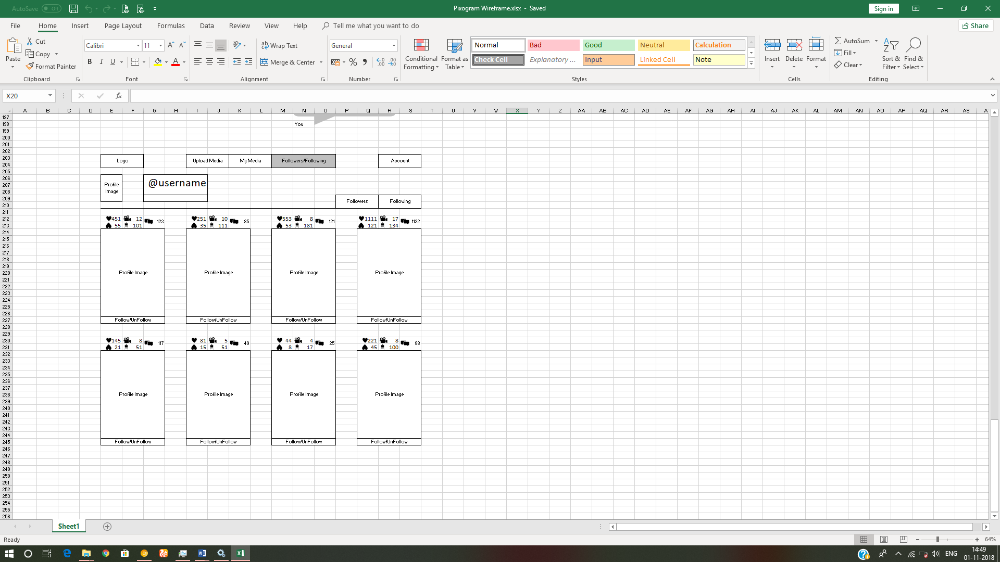 AutoSave Off Pixogram Wireframe.xlsx - Saved Sign in
File Home Insert Page Layout Formulas Data Review View Help Tell me what you want to do Share
Paste Cut Copy Format Painter Clipboard
Calibri 11 B I U A Font
Wrap Text Merge & Center Alignment
General % Number
Conditional Formatting Format as Table
Normal Bad Good Neutral Calculation
Check Cell Explanatory ... Input Linked Cell Note
Styles
Insert Delete Format Cells
AutoSum Fill Clear Sort & Filter Find & Select Editing
X20 fx
A B C D E F G H I J K L M N O P Q R S T U V W X Y Z AA AB AC AD AE AF AG AH AI AJ AK AL AM AN AO AP AQ AR AS
197
198 You
199
200
201
202
203 Logo Upload Media My Media Followers/Following Account
204
205
206
207 Profile Image @username
208
209 Followers Following
210
211
212 451 12 123 251 10 85 553 8 121 1111 17 1122
213 55 101 35 111 53 181 121 134
214
215
216
217
218
219
220 Profile Image Profile Image Profile Image Profile Image
221
222
223
224
225
226
227 Follow/UnFollow Follow/UnFollow Follow/UnFollow Follow/UnFollow
228
229
230 145 8 117 81 5 49 44 4 25 221 8 88
231 21 51 15 51 8 17 45 100
232
233
234
235
236
237
238 Profile Image Profile Image Profile Image Profile Image
239
240
241
242
243
244
245 Follow/UnFollow Follow/UnFollow Follow/UnFollow Follow/UnFollow
246
247
248
249
250
251
252
253
254
255
256
Sheet1
Ready 64%
ENG 14:49
01-11-2018